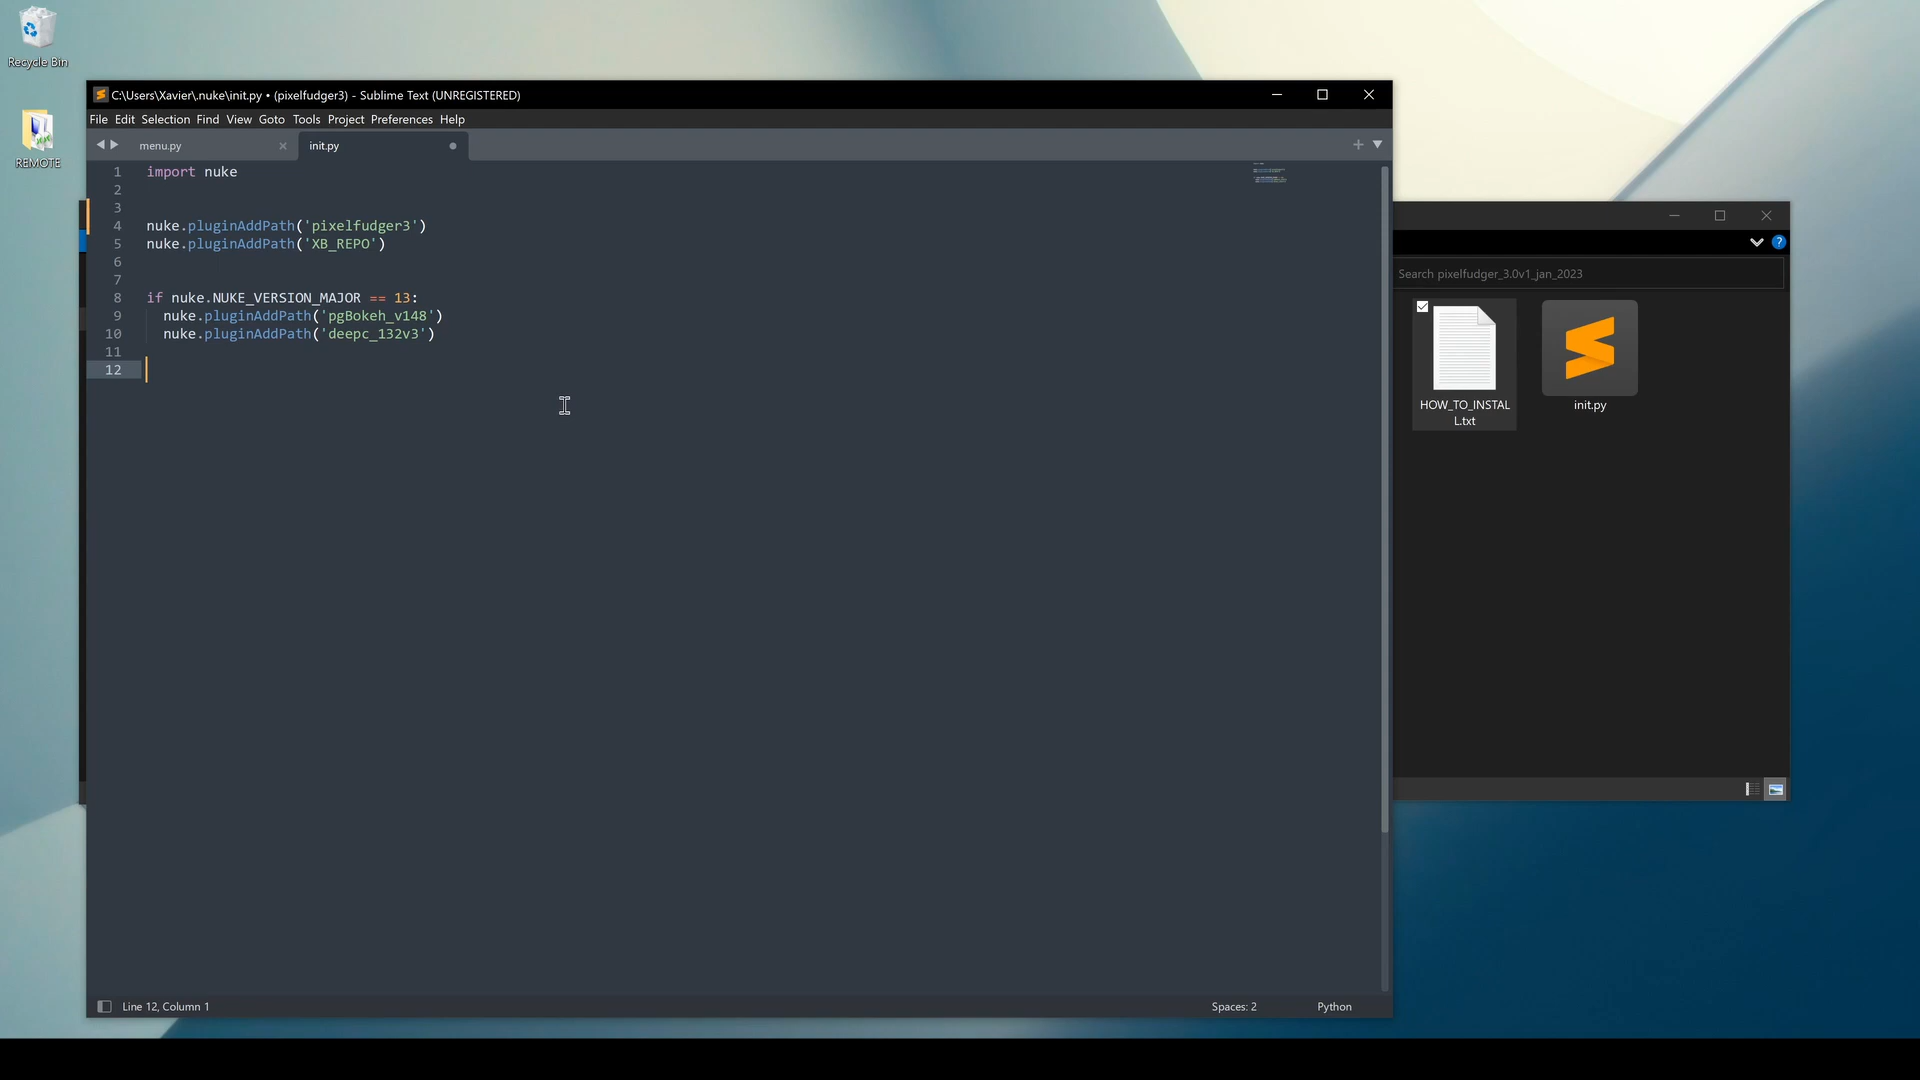 Recycle Bin
REMOTE
C:\Users\Xavier\.nuke\init.py • (pixelfudger3) - Sublime Text (UNREGISTERED)
File Edit Selection Find View Goto Tools Project Preferences Help
menu.py
init.py
1 import nuke
2
3
4 nuke.pluginAddPath('pixelfudger3')
5 nuke.pluginAddPath('XB_REPO')
6
7
8 if nuke.NUKE_VERSION_MAJOR == 13:
9 nuke.pluginAddPath('pgBokeh_v148')
10 nuke.pluginAddPath('deepc_132v3')
11
12
Line 12, Column 1
Spaces: 2
Python
Search pixelfudger_3.0v1_jan_2023
HOW_TO_INSTAL
L.txt
init.py